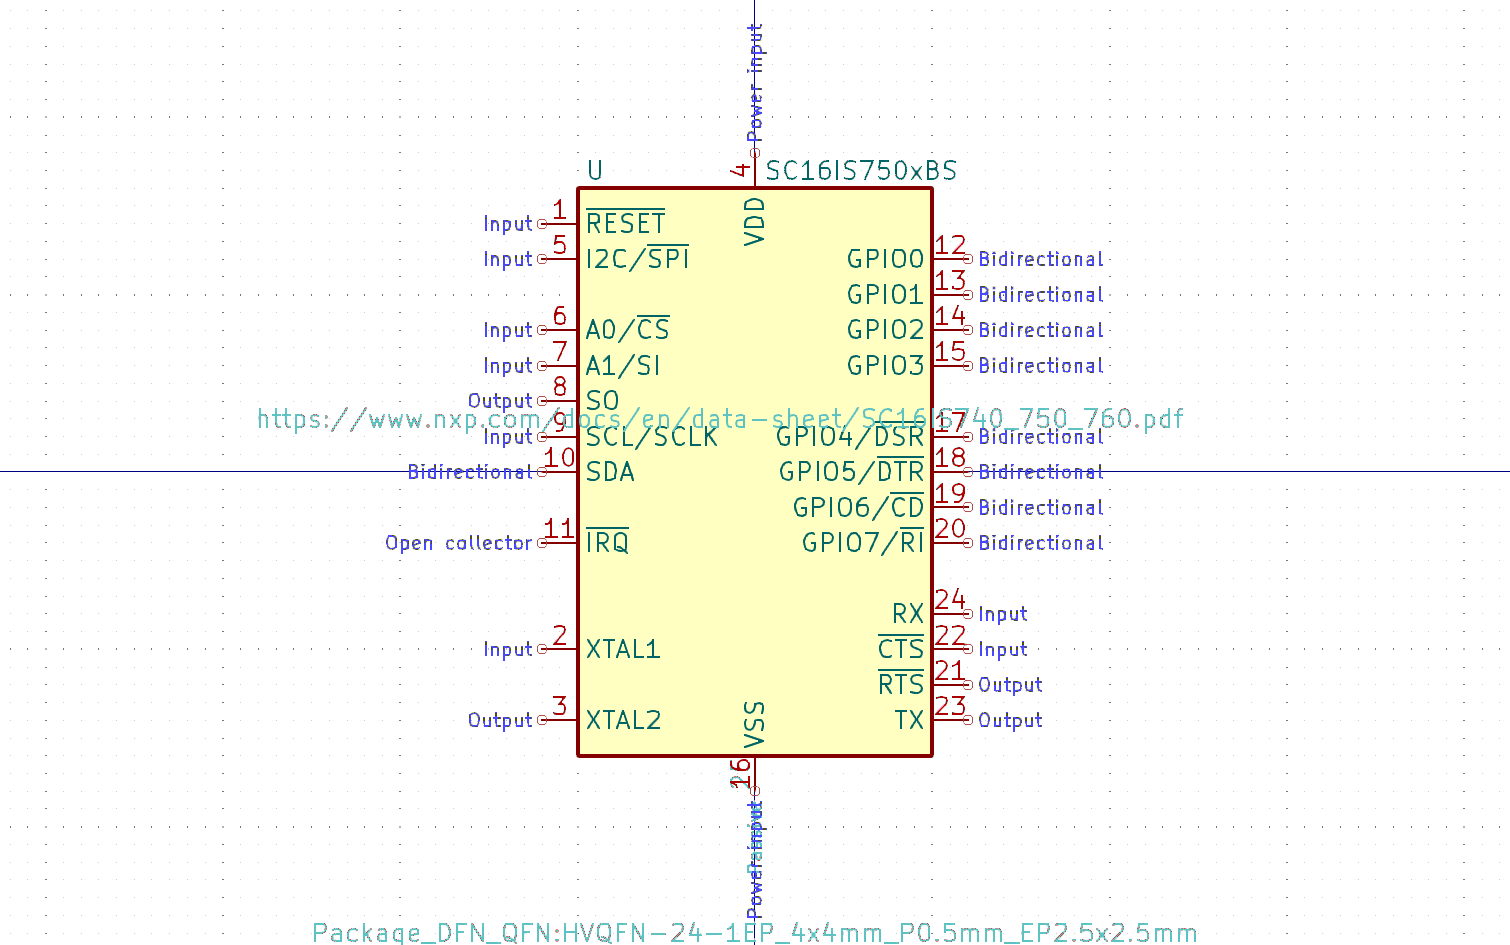 Power input
4
U SC16IS750xBS
VDD
Input 1 RESET
Input 5 I2C/SPI
GPIO0 12 Bidirectional
GPIO1 13 Bidirectional
Input 6 A0/CS
GPIO2 14 Bidirectional
Input 7 A1/SI
GPIO3 15 Bidirectional
Output 8 SO
https://www.nxp.com/docs/en/data-sheet/SC16IS740_750_760.pdf
Input 9 SCL/SCLK
GPIO4/DSR 17 Bidirectional
Bidirectional 10 SDA
GPIO5/DTR 18 Bidirectional
GPIO6/CD 19 Bidirectional
Open collector 11 IRQ
GPIO7/RI 20 Bidirectional
RX 24 Input
Input 2 XTAL1
CTS 22 Input
RTS 21 Output
Output 3 XTAL2
TX 23 Output
VSS
16
Power input
Package_DFN_QFN:HVQFN-24-1EP_4x4mm_P0.5mm_EP2.5x2.5mm